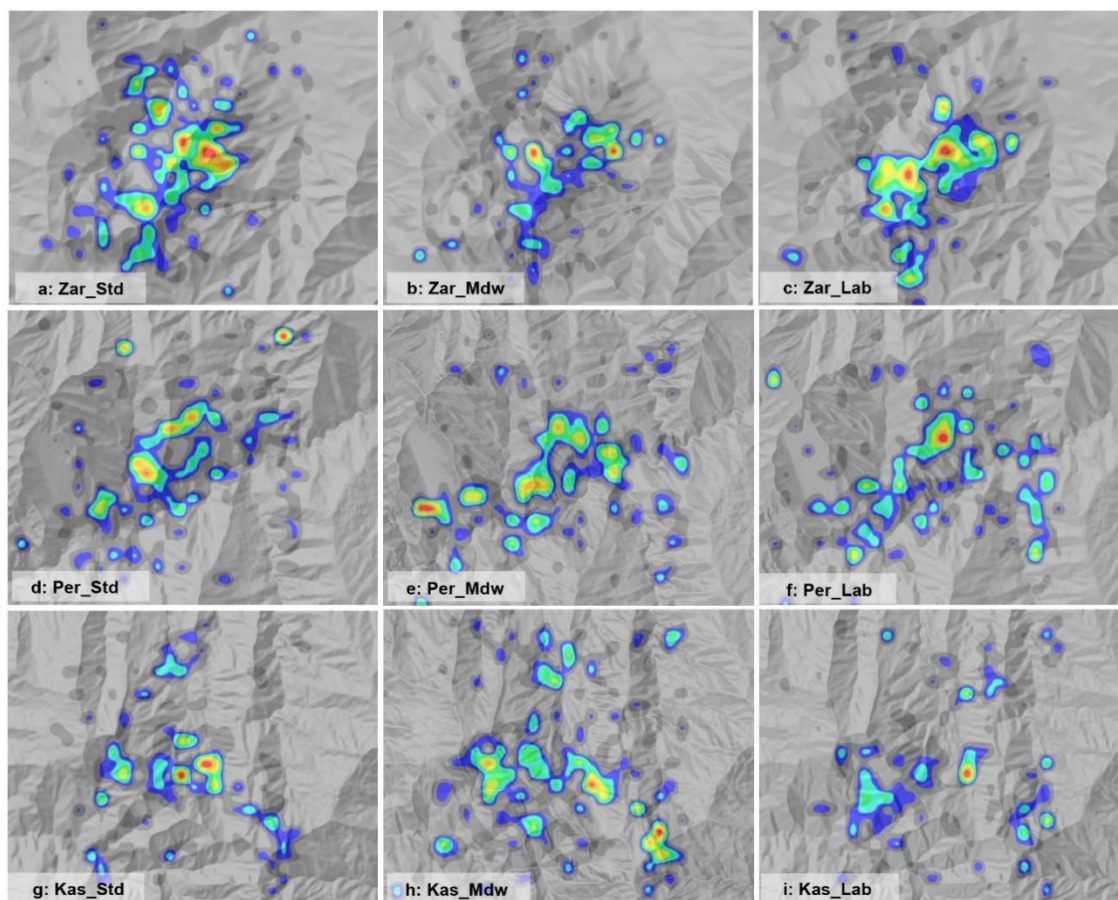 a: Zar_Std
b: Zar_Mdw
c: Zar_Lab
d: Per_Std
e: Per_Mdw
f: Per_Lab
g: Kas_Std
h: Kas_Mdw
i: Kas_Lab